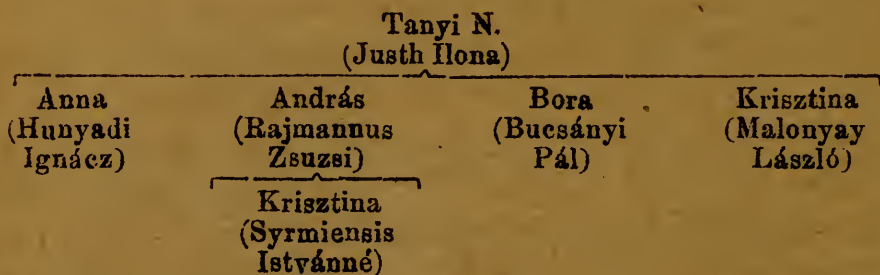 Tanyi N.
(Justh Ilona)
Anna András Bora Krisztina
(Hunyadi (Rajmannus (Bucsányi (Malonyay
Ignácz) Zsuzsi) Pál) László)
Krisztina
(Syrmiensis
Istvánné)